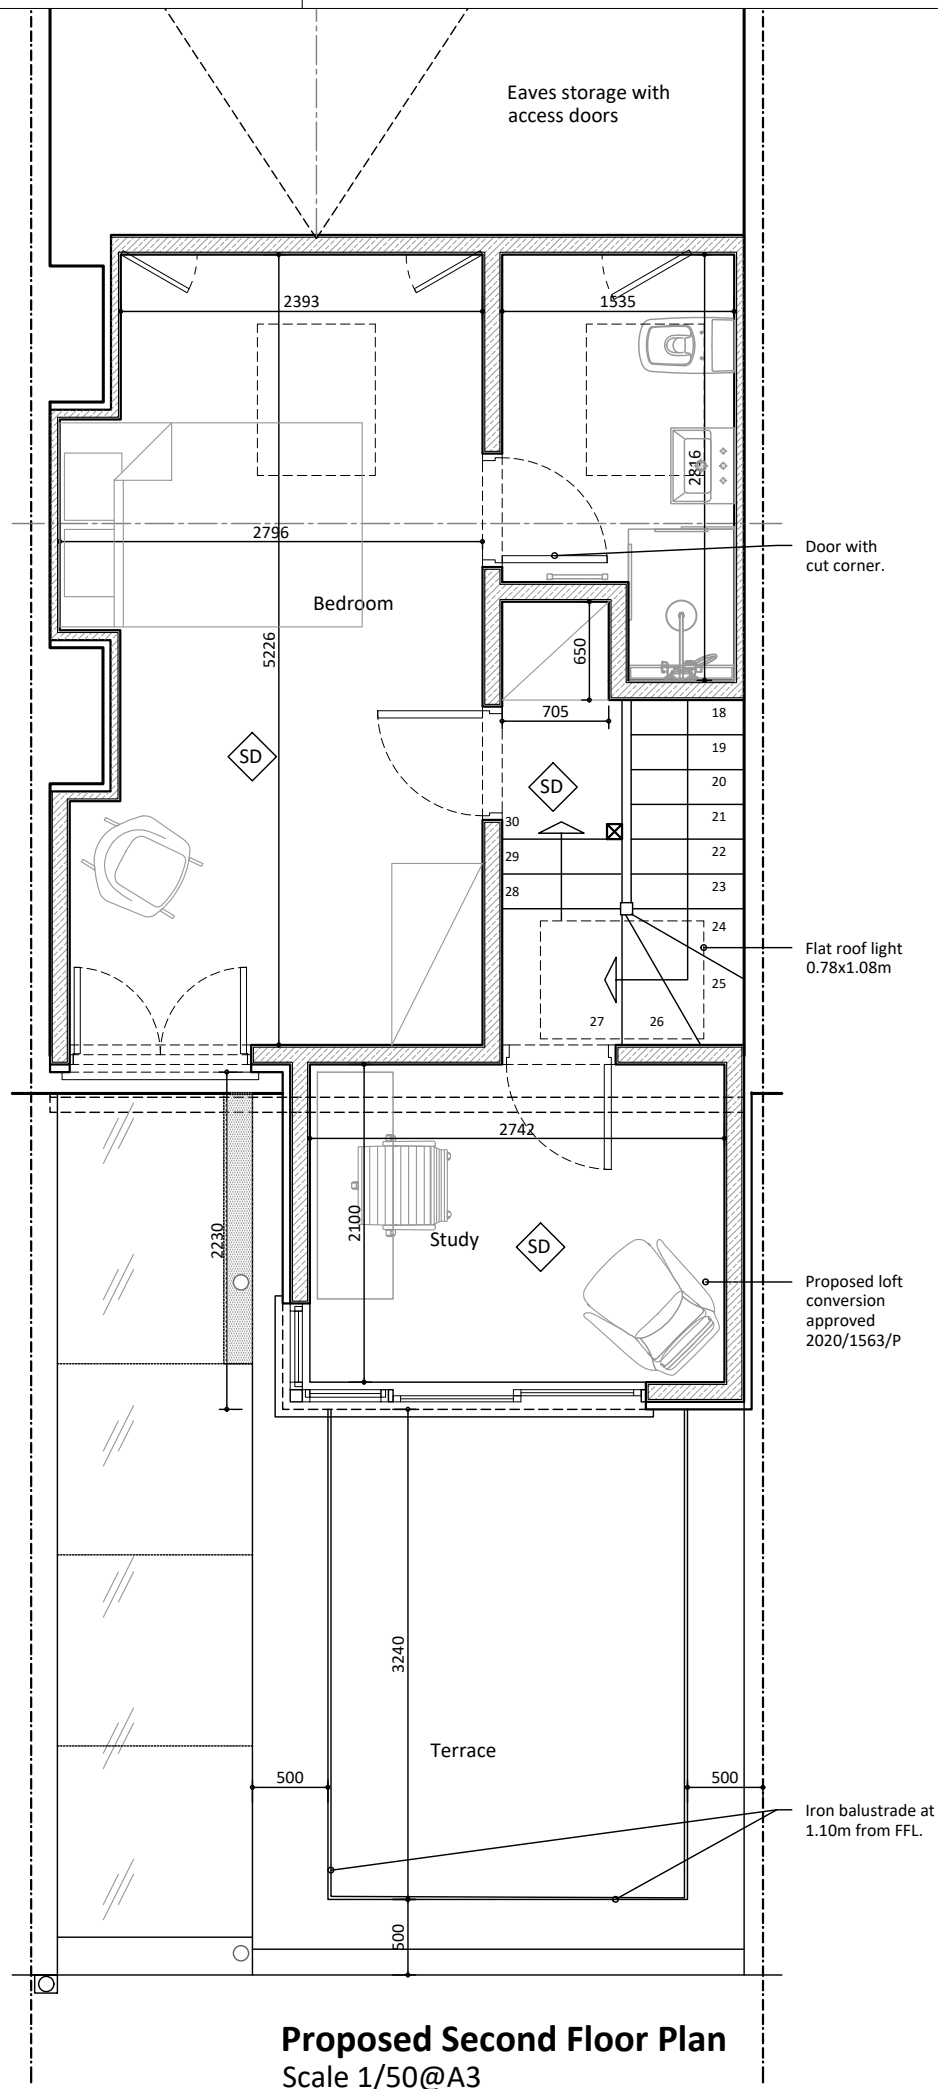 Eaves storage with
access doors
2393
1535
2816
2796
Door with
cut corner.
Bedroom
5226
650
705
18
19
20
21
22
23
24
25
26
27
28
29
30
SD
SD
Flat roof light
0.78x1.08m
2742
2230
2100
Study
SD
Proposed loft
conversion
approved
2020/1563/P
3240
Terrace
500
500
Iron balustrade at
1.10m from FFL.
500
Proposed Second Floor Plan
Scale 1/50@A3